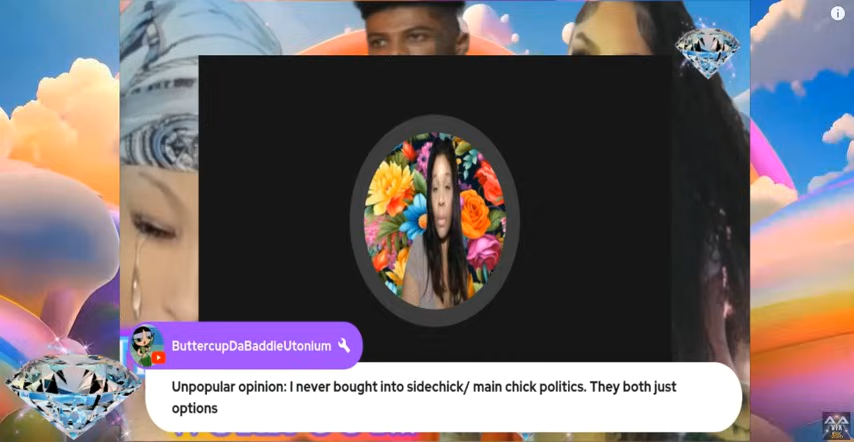 ButtercupDaBaddieUtonium
Unpopular opinion: I never bought into sidechick/ main chick politics. They both just
options